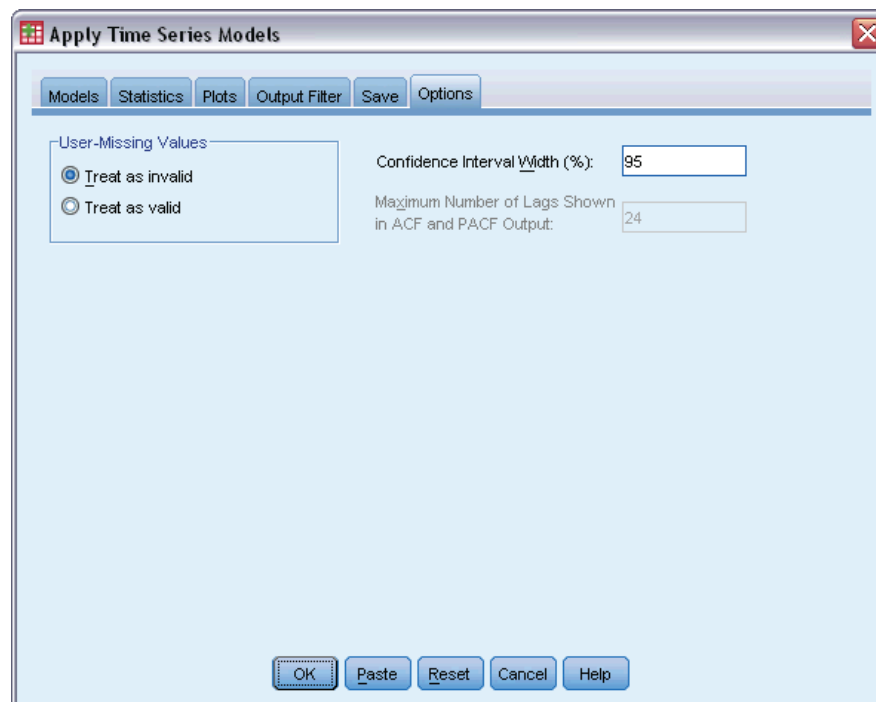 Apply Time Series Models
Models Statistics Plots Output Filter Save Options
User-Missing Values
Treat as invalid
Treat as valid
Confidence Interval Width (%): 95
Maximum Number of Lags Shown
in ACF and PACF Output: 24
OK Paste Reset Cancel Help